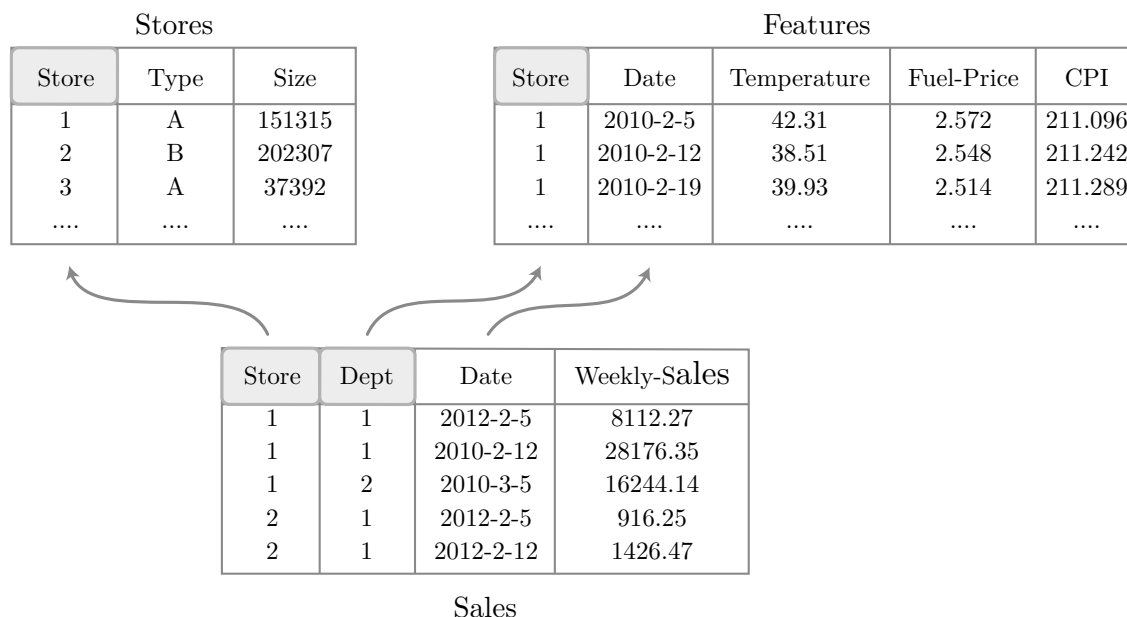 Stores
Store Type Size
1 A 151315
2 B 202307
3 A 37392
.... .... ....
Features
Store Date Temperature Fuel-Price CPI
1 2010-2-5 42.31 2.572 211.096
1 2010-2-12 38.51 2.548 211.242
1 2010-2-19 39.93 2.514 211.289
.... .... .... .... ....
Store Dept Date Weekly-Sales
1 1 2012-2-5 8112.27
1 1 2010-2-12 28176.35
1 2 2010-3-5 16244.14
2 1 2012-2-5 916.25
2 1 2012-2-12 1426.47
Sales